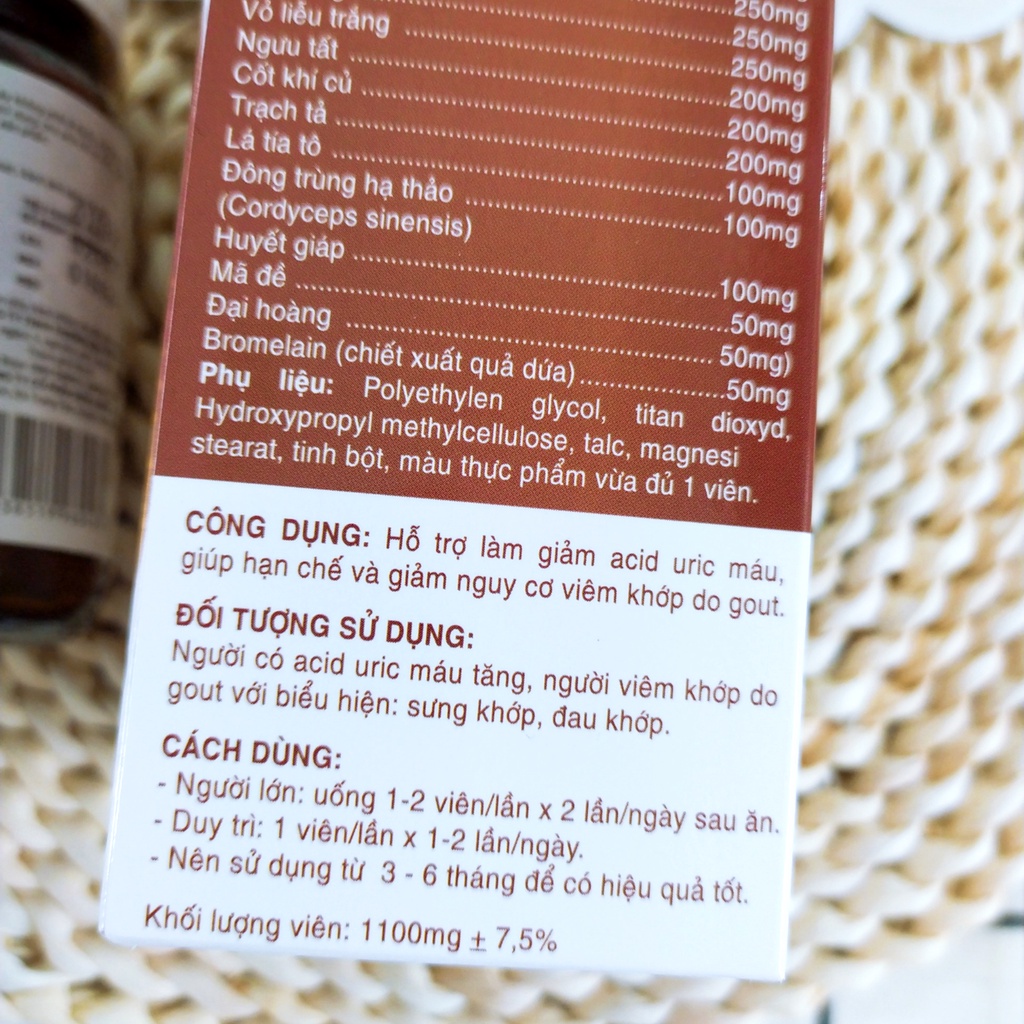 250mg
250mg
Vỏ liễu trắng ........................ 250mg
Ngưu tất ........................ 200mg
Cốt khí củ ........................ 200mg
Trạch tả ........................ 200mg
Lá tía tô ........................ 100mg
Đông trùng hạ thảo ........................ 100mg
(Cordyceps sinensis)
Huyết giáp ........................ 100mg
Mã đề ........................ 50mg
Đại hoàng ........................ 50mg)
Bromelain (chiết xuất quả dứa)............50mg
Phụ liệu: Polyethylen glycol, titan dioxyd,
Hydroxypropyl methylcellulose, talc, magnesi
stearat, tinh bột, màu thực phẩm vừa đủ 1 viên.
CÔNG DỤNG: Hỗ trợ làm giảm acid uric máu,
giúp hạn chế và giảm nguy cơ viêm khớp do gout.
ĐỐI TƯỢNG SỬ DỤNG:
Người có acid uric máu tăng, người viêm khớp do
gout với biểu hiện: sưng khớp, đau khớp.
CÁCH DÙNG:
- Người lớn: uống 1-2 viên/lần x 2 lần/ngày sau ăn.
- Duy trì: 1 viên/lần x 1-2 lần/ngày.
- Nên sử dụng từ 3 - 6 tháng để có hiệu quả tốt.
Khối lượng viên: 1100mg ± 7,5%